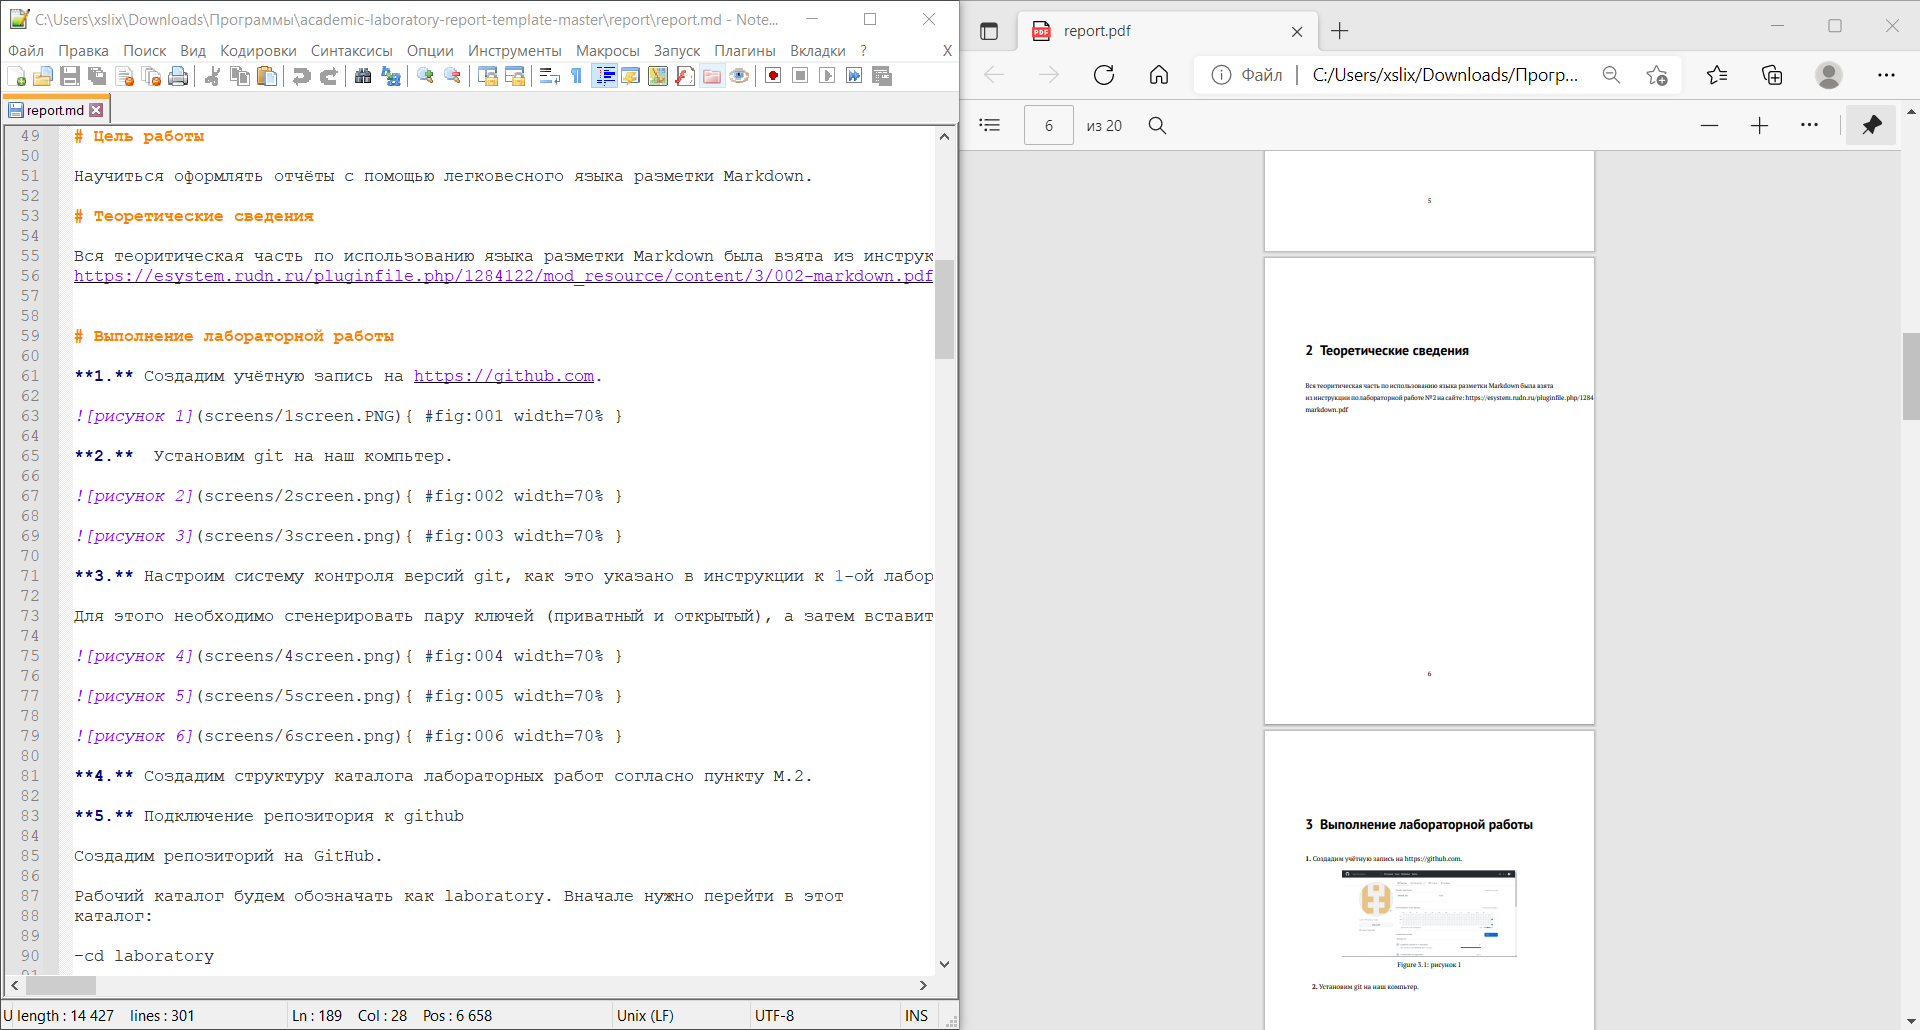 C:\Users\xslix\Downloads\Программы\academic-laboratory-report-template-master\report\report.md - Note...
Файл Правка Поиск Вид Кодировки Синтаксисы Опции Инструменты Макросы Запуск Плагины Вкладки ? X
report.md
49 # Цель работы
50
51 Научиться оформлять отчёты с помощью легковесного языка разметки Markdown.
52
53 # Теоретические сведения
54
55 Вся теоритическая часть по использованию языка разметки Markdown была взята из инструк
56 https://esystem.rudn.ru/pluginfile.php/1284122/mod_resource/content/3/002-markdown.pdf
57
58
59 # Выполнение лабораторной работы
60
61 **1.** Создадим учётную запись на https://github.com.
62
63 ![рисунок 1](screens/1screen.PNG){ #fig:001 width=70% }
64
65 **2.**  Установим git на наш компьтер.
66
67 ![рисунок 2](screens/2screen.png){ #fig:002 width=70% }
68
69 ![рисунок 3](screens/3screen.png){ #fig:003 width=70% }
70
71 **3.** Настроим систему контроля версий git, как это указано в инструкции к 1-ой лабор
72
73 Для этого необходимо сгенерировать пару ключей (приватный и открытый), а затем вставит
74
75 ![рисунок 4](screens/4screen.png){ #fig:004 width=70% }
76
77 ![рисунок 5](screens/5screen.png){ #fig:005 width=70% }
78
79 ![рисунок 6](screens/6screen.png){ #fig:006 width=70% }
80
81 **4.** Создадим структуру каталога лабораторных работ согласно пункту М.2.
82
83 **5.** Подключение репозитория к github
84
85 Создадим репозиторий на GitHub.
86
87 Рабочий каталог будем обозначать как laboratory. Вначале нужно перейти в этот
88 каталог:
89
90 -cd laboratory
91
U length : 14 427 lines : 301 Ln : 189 Col : 28 Pos : 6 658 Unix (LF) UTF-8 INS
report.pdf
Файл C:/Users/xslix/Downloads/Прогр...
6 из 20
5
2 Теоретические сведения
Вся теоритическая часть по использованию языка разметки Markdown была взята
из инструкции по лабораторной работе №2 на сайте: https://esystem.rudn.ru/pluginfile.php/1284
markdown.pdf
6
3 Выполнение лабораторной работы
1. Создадим учётную запись на https://github.com.
Figure 3.1: рисунок 1
2. Установим git на наш компьтер.